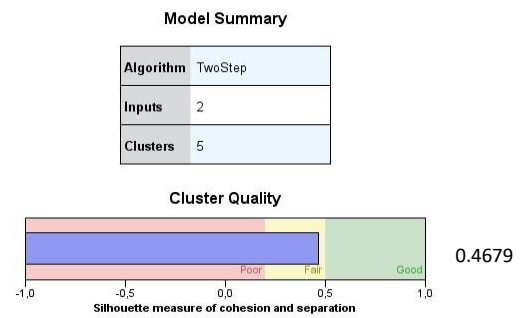 Model Summary
Algorithm TwoStep
Inputs 2
Clusters 5
Cluster Quality
0.4679
Poor Fair Good
-1,0 -0,5 0,0 0,5 1,0
Silhouette measure of cohesion and separation